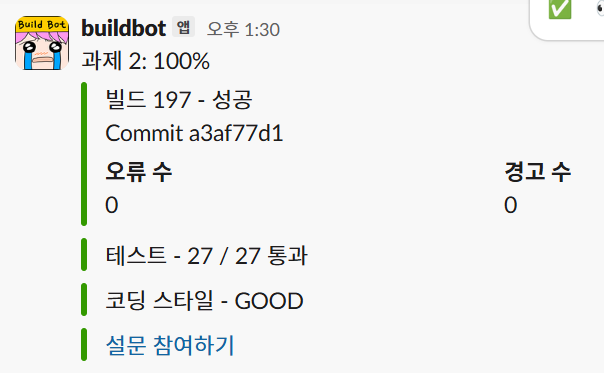 Build Bot
buildbot 앱 오후 1:30
과제 2: 100%
빌드 197 - 성공
Commit a3af77d1
오류 수 경고 수
0 0
테스트 - 27 / 27 통과
코딩 스타일 - GOOD
설문 참여하기